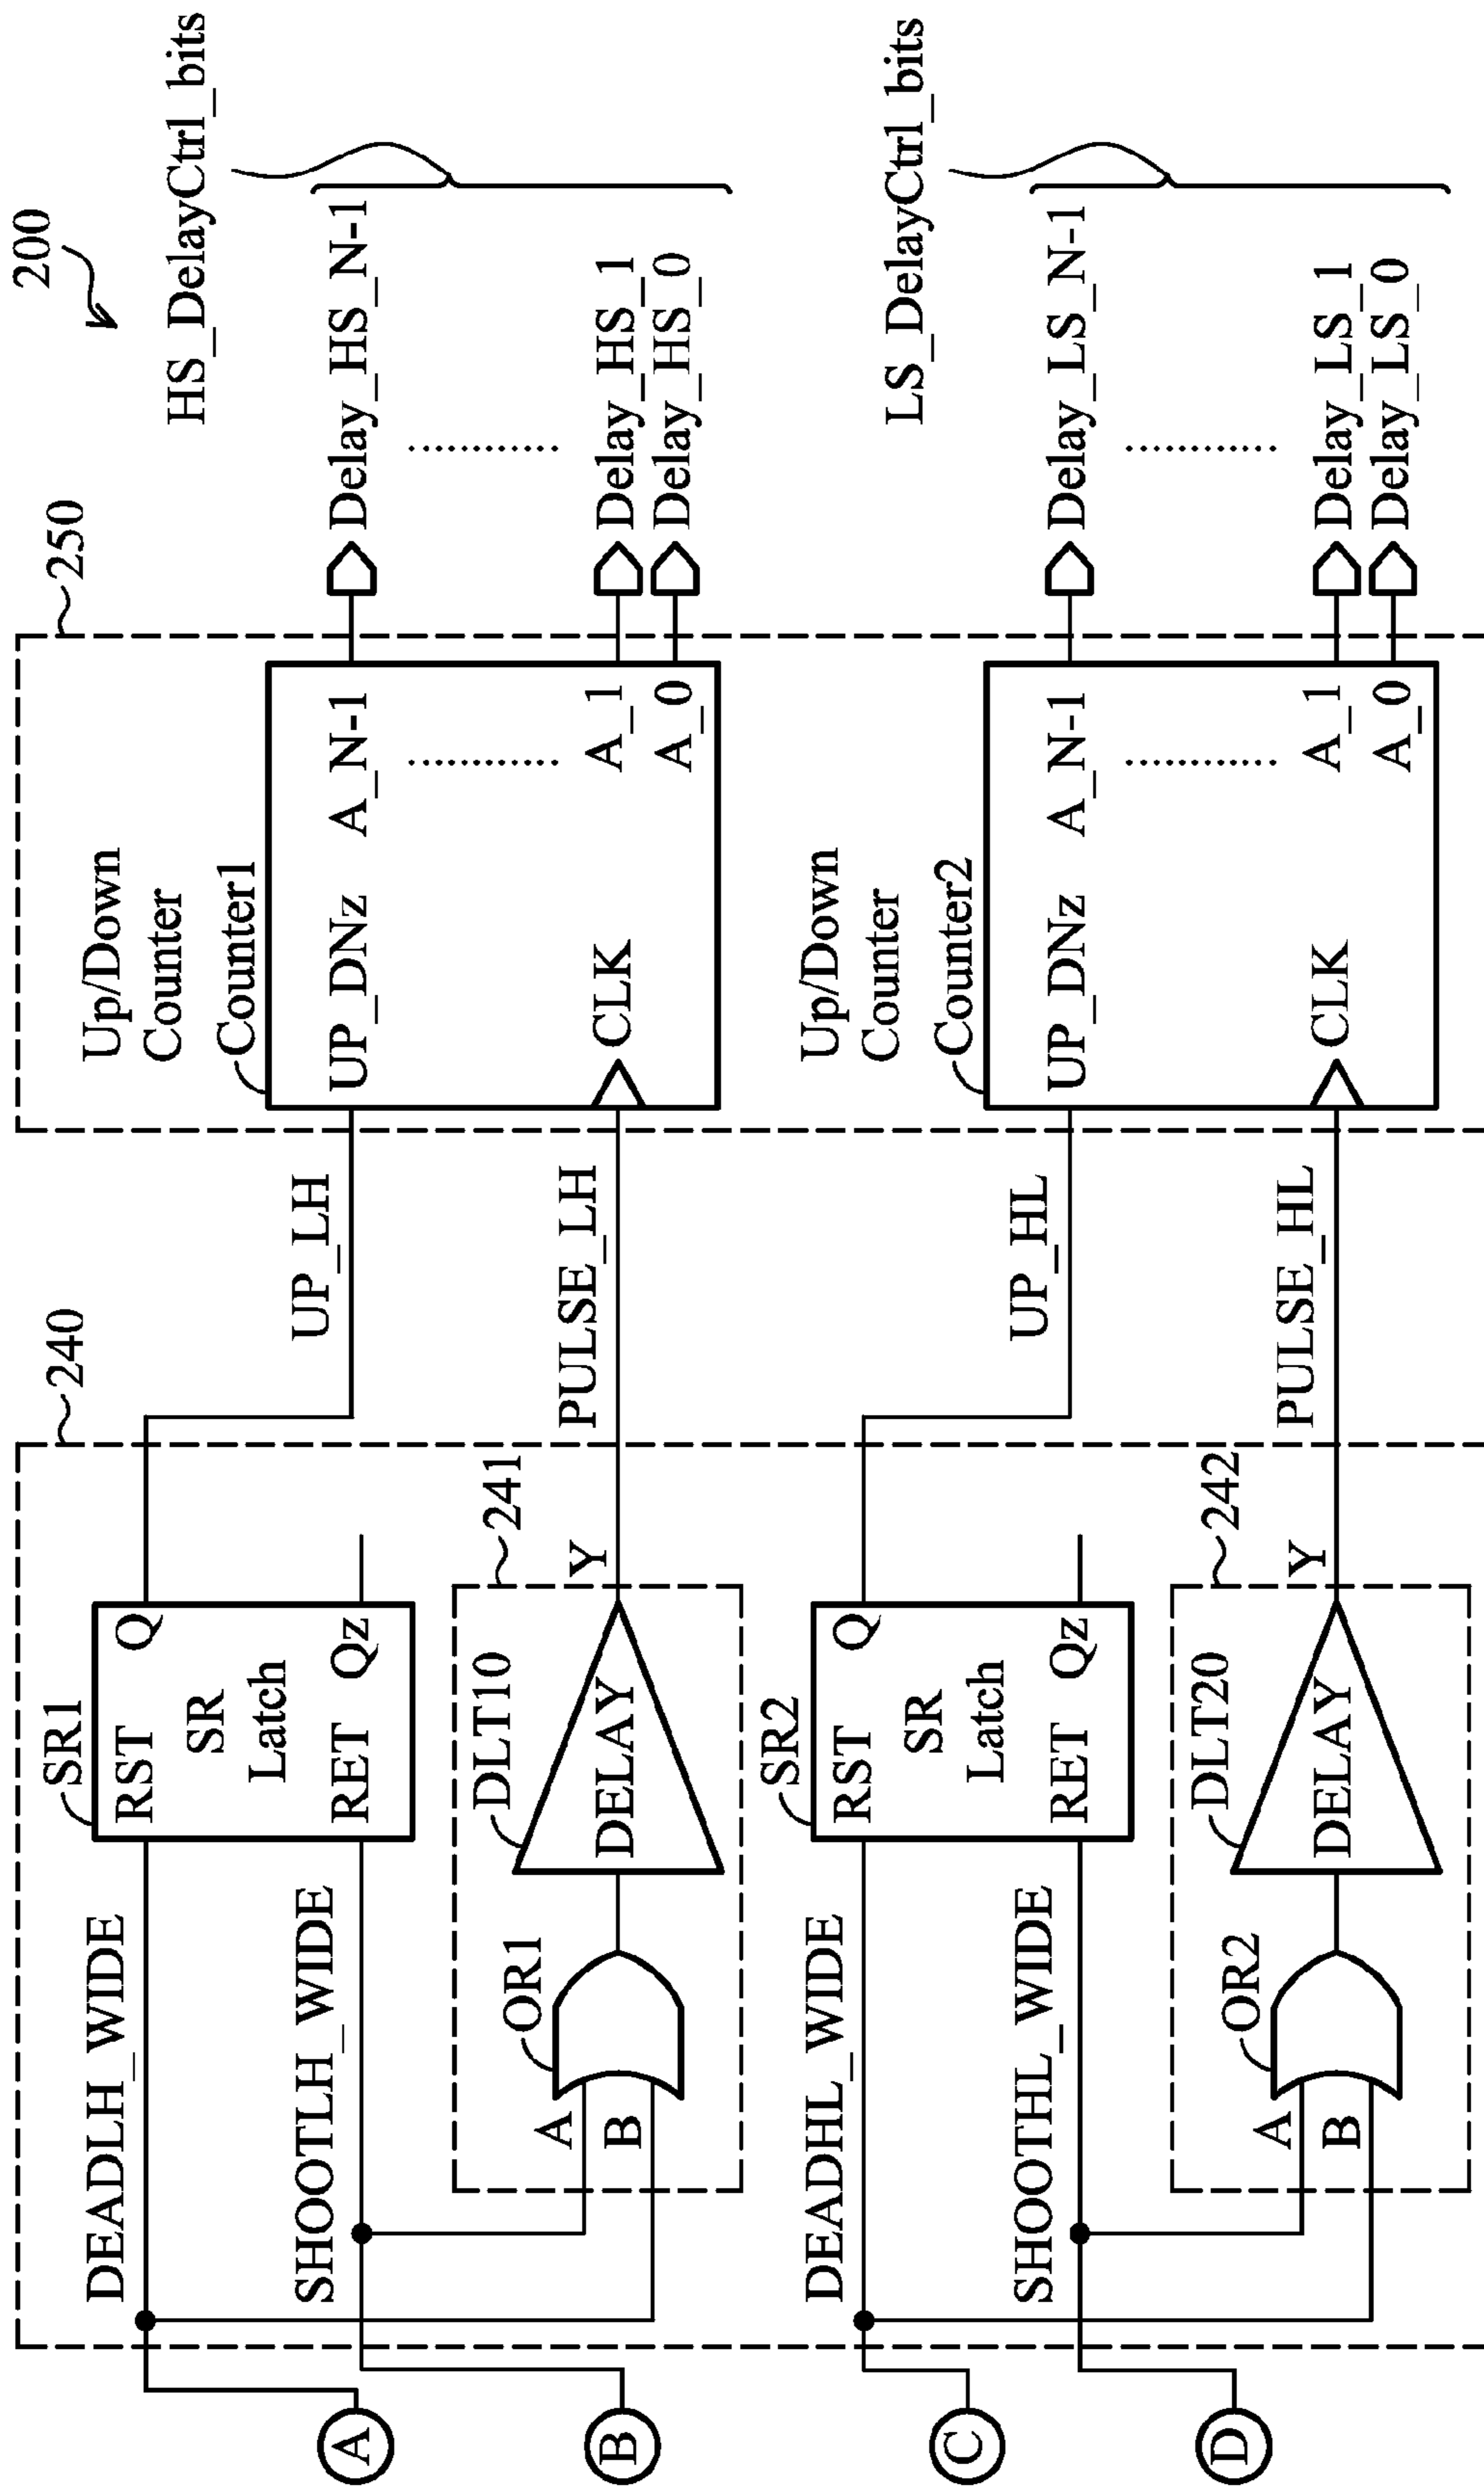 200
240
250
HS_DelayCtrl_bits
SR1
RST
Q
SR
Latch
RET
Qz
DEADLH_WIDE
SHOOTLH_WIDE
A
B
A
B
OR1
DLT10
DELAY
241
Y
UP_LH
PULSE_LH
Up/Down
Counter
Counter1
UP_DNz
A_N-1
..........
CLK
A_1
A_0
Delay_HS_N-1
..........
Delay_HS_1
Delay_HS_0
LS_DelayCtrl_bits
SR2
RST
Q
SR
Latch
RET
Qz
DEADHL_WIDE
SHOOTHL_WIDE
C
D
A
B
OR2
DLT20
DELAY
242
Y
UP_HL
PULSE_HL
Up/Down
Counter
Counter2
UP_DNz
A_N-1
..........
CLK
A_1
A_0
Delay_LS_N-1
..........
Delay_LS_1
Delay_LS_0